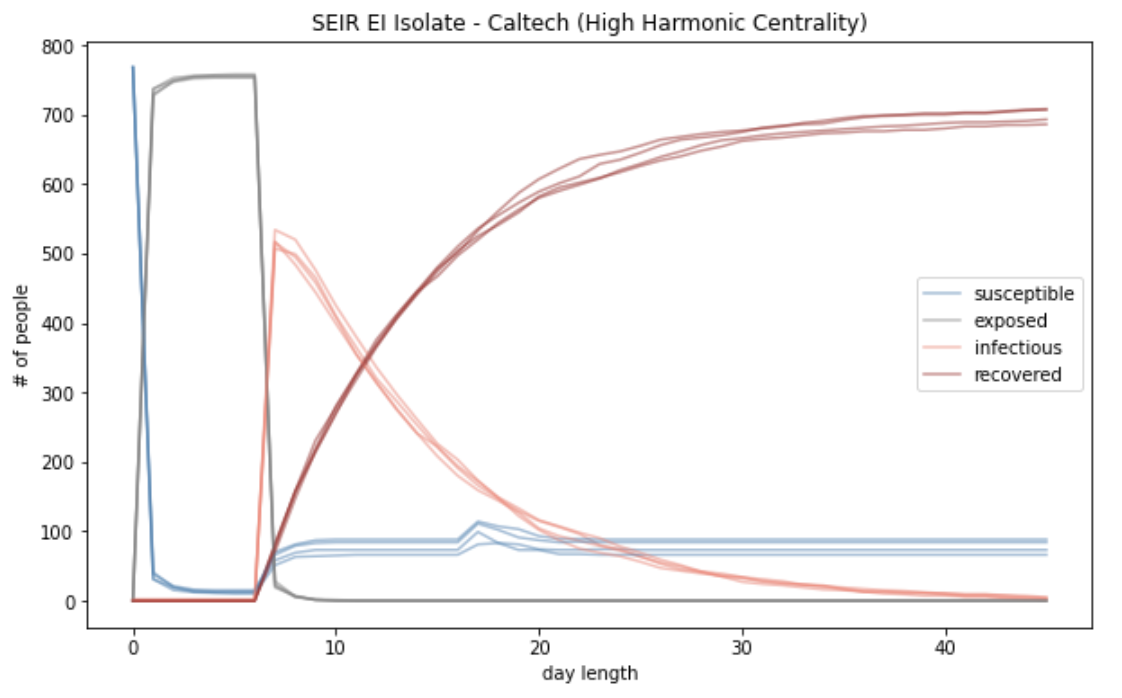 SEIR EI Isolate - Caltech (High Harmonic Centrality)
800
700
600
500
400
300
200
100
0
# of people
susceptible
exposed
infectious
recovered
0 10 20 30 40
day length